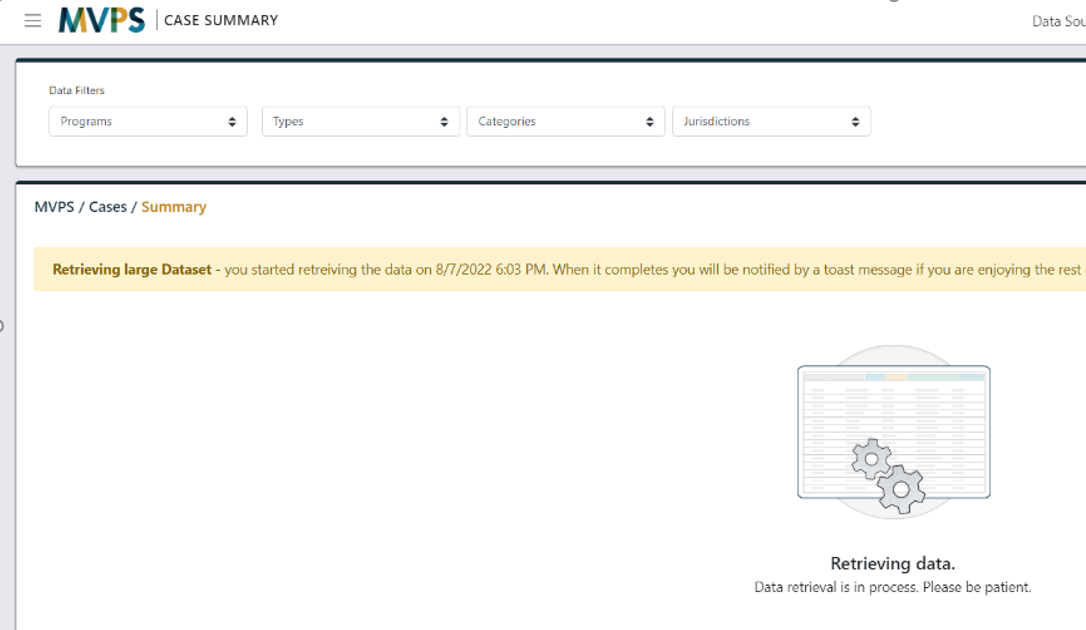 MVPS | CASE SUMMARY
Data Sou
Data Filters
Programs Types Categories Jurisdictions
MVPS / Cases / Summary
Retrieving large Dataset - you started retreiving the data on 8/7/2022 6:03 PM. When it completes you will be notified by a toast message if you are enjoying the rest
Retrieving data.
Data retrieval is in process. Please be patient.